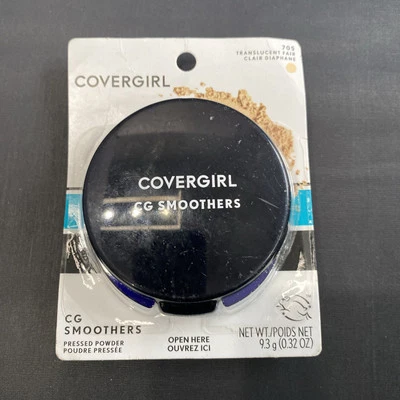 705
TRANSLUCENT FAIR
CLAIR DIAPHANE
COVERGIRL
COVERGIRL
CG SMOOTHERS
CG
SMOOTHERS
PRESSED POWDER
POUDRE PRESSÉE
OPEN HERE
OUVREZ ICI
NET WT/POIDS NET
9.3 g (0.32 OZ)